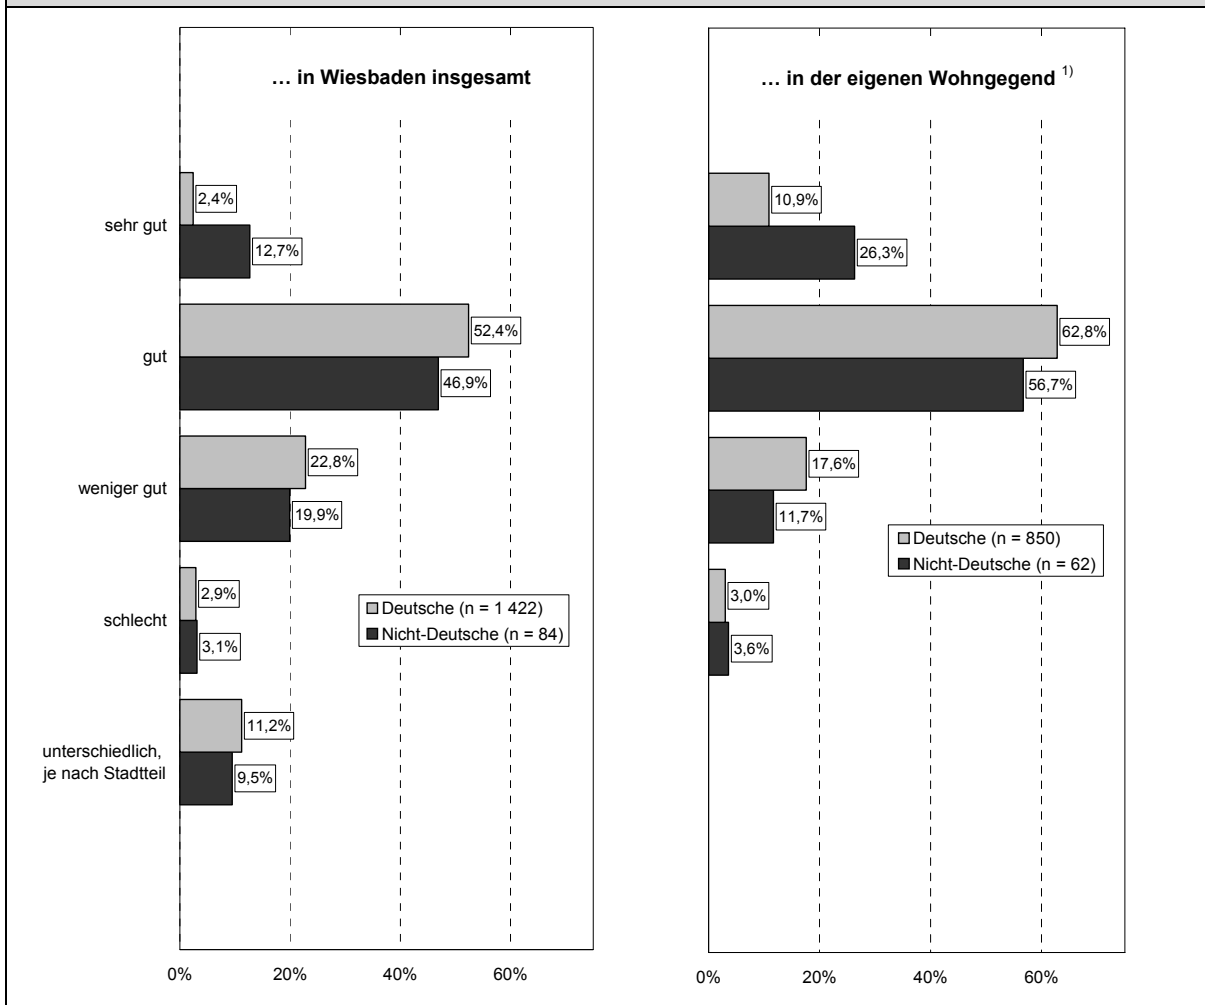 … in Wiesbaden insgesamt
sehr gut
2,4%
12,7%
gut
52,4%
46,9%
weniger gut
22,8%
19,9%
schlecht
2,9%
3,1%
unterschiedlich,
je nach Stadtteil
11,2%
9,5%
Deutsche (n = 1 422)
Nicht-Deutsche (n = 84)
0% 20% 40% 60%
… in der eigenen Wohngegend 1)
10,9%
26,3%
62,8%
56,7%
17,6%
11,7%
3,0%
3,6%
Deutsche (n = 850)
Nicht-Deutsche (n = 62)
0% 20% 40% 60%